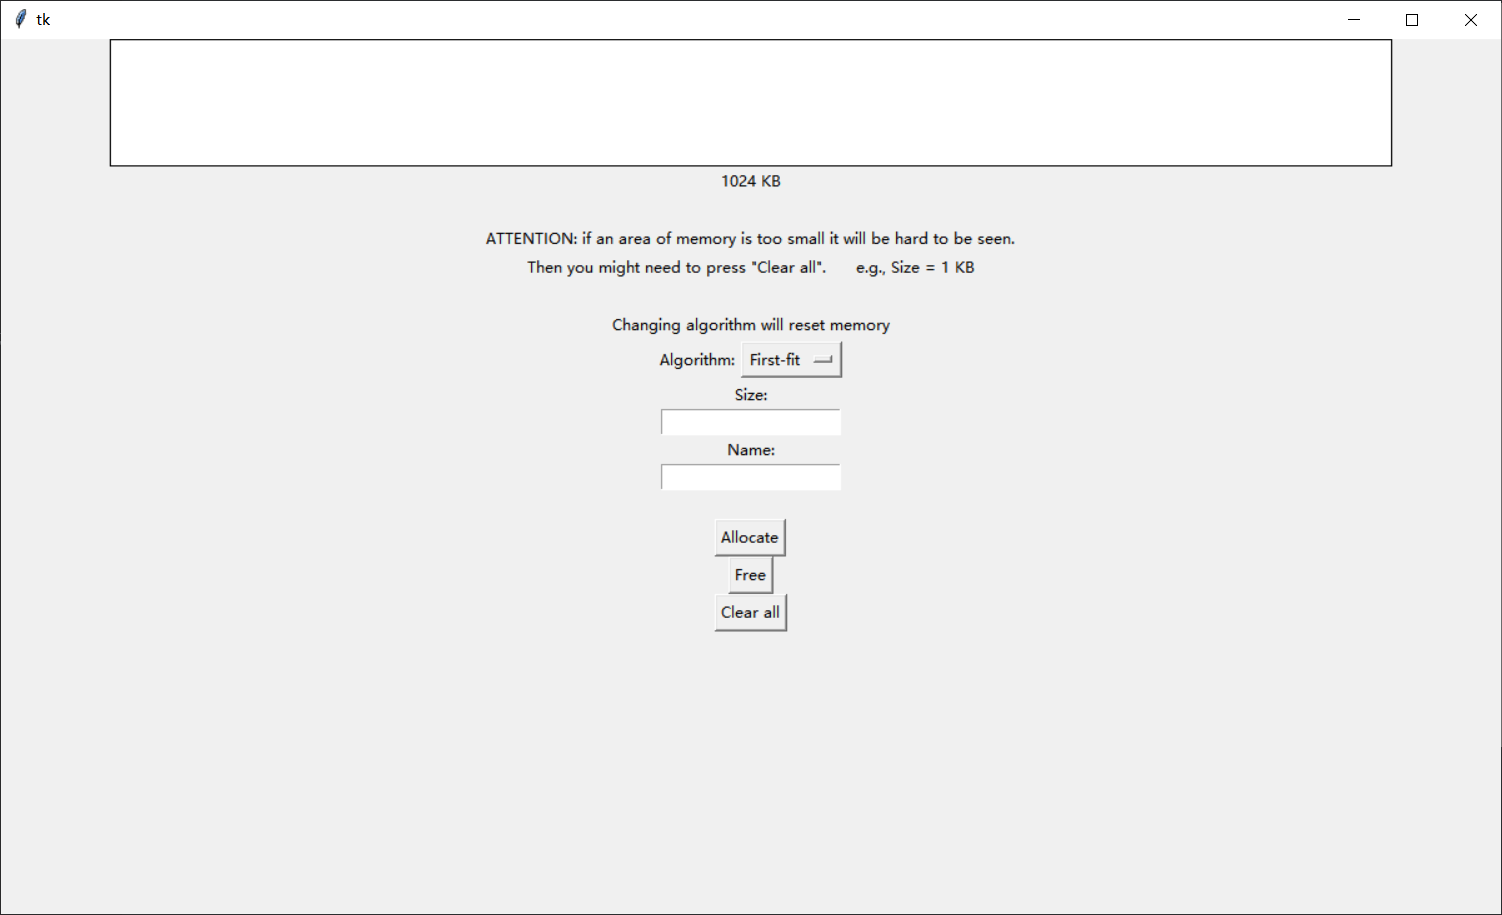 tk
1024 KB
ATTENTION: if an area of memory is too small it will be hard to be seen.
Then you might need to press "Clear all". e.g., Size = 1 KB
Changing algorithm will reset memory
Algorithm: First-fit
Size:
Name:
Allocate
Free
Clear all